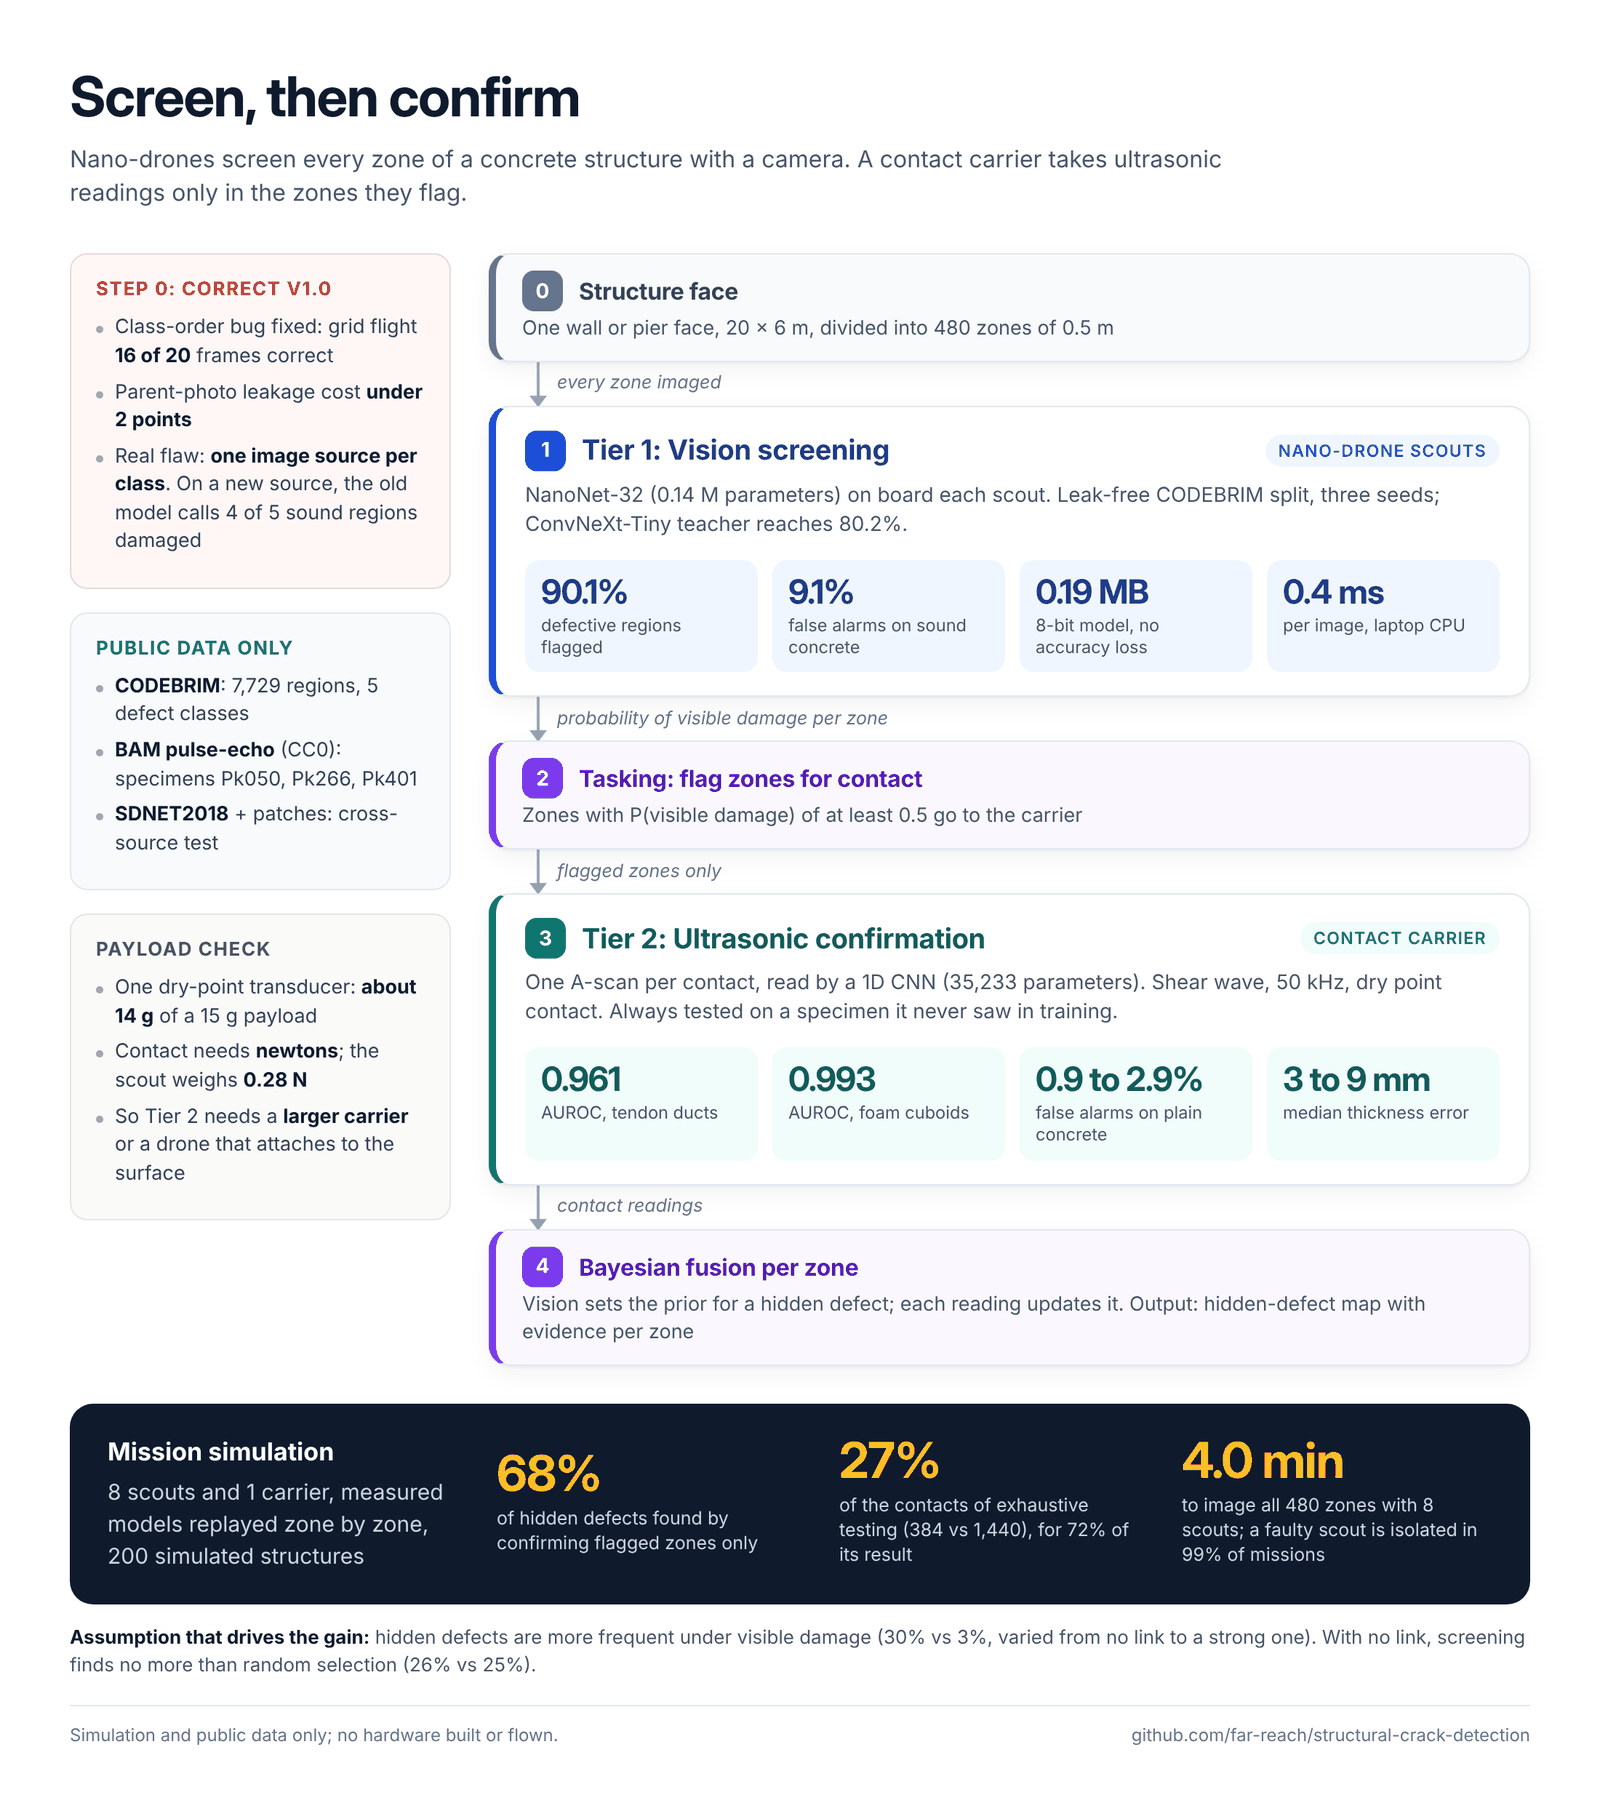 Screen, then confirm
Nano-drones screen every zone of a concrete structure with a camera. A contact carrier takes ultrasonic
readings only in the zones they flag.
STEP 0: CORRECT V1.0
Class-order bug fixed: grid flight
16 of 20 frames correct
Parent-photo leakage cost under
2 points
Real flaw: one image source per
class. On a new source, the old
model calls 4 of 5 sound regions
damaged
PUBLIC DATA ONLY
CODEBRIM: 7,729 regions, 5
defect classes
BAM pulse-echo (CC0):
specimens Pk050, Pk266, Pk401
SDNET2018 + patches: cross-
source test
PAYLOAD CHECK
One dry-point transducer: about
14 g of a 15 g payload
Contact needs newtons; the
scout weighs 0.28 N
So Tier 2 needs a larger carrier
or a drone that attaches to the
surface
0 Structure face
One wall or pier face, 20 × 6 m, divided into 480 zones of 0.5 m
every zone imaged
1 Tier 1: Vision screening
NANO-DRONE SCOUTS
NanoNet-32 (0.14 M parameters) on board each scout. Leak-free CODEBRIM split, three seeds;
ConvNeXt-Tiny teacher reaches 80.2%.
90.1%
defective regions
flagged
9.1%
false alarms on sound
concrete
0.19 MB
8-bit model, no
accuracy loss
0.4 ms
per image, laptop CPU
probability of visible damage per zone
2 Tasking: flag zones for contact
Zones with P(visible damage) of at least 0.5 go to the carrier
flagged zones only
3 Tier 2: Ultrasonic confirmation
CONTACT CARRIER
One A-scan per contact, read by a 1D CNN (35,233 parameters). Shear wave, 50 kHz, dry point
contact. Always tested on a specimen it never saw in training.
0.961
AUROC, tendon ducts
0.993
AUROC, foam cuboids
0.9 to 2.9%
false alarms on plain
concrete
3 to 9 mm
median thickness error
contact readings
4 Bayesian fusion per zone
Vision sets the prior for a hidden defect; each reading updates it. Output: hidden-defect map with
evidence per zone
Mission simulation
8 scouts and 1 carrier, measured
models replayed zone by zone,
200 simulated structures
68%
of hidden defects found by
confirming flagged zones only
27%
of the contacts of exhaustive
testing (384 vs 1,440), for 72% of
its result
4.0 min
to image all 480 zones with 8
scouts; a faulty scout is isolated in
99% of missions
Assumption that drives the gain: hidden defects are more frequent under visible damage (30% vs 3%, varied from no link to a strong one). With no link, screening
finds no more than random selection (26% vs 25%).
Simulation and public data only; no hardware built or flown.
github.com/far-reach/structural-crack-detection